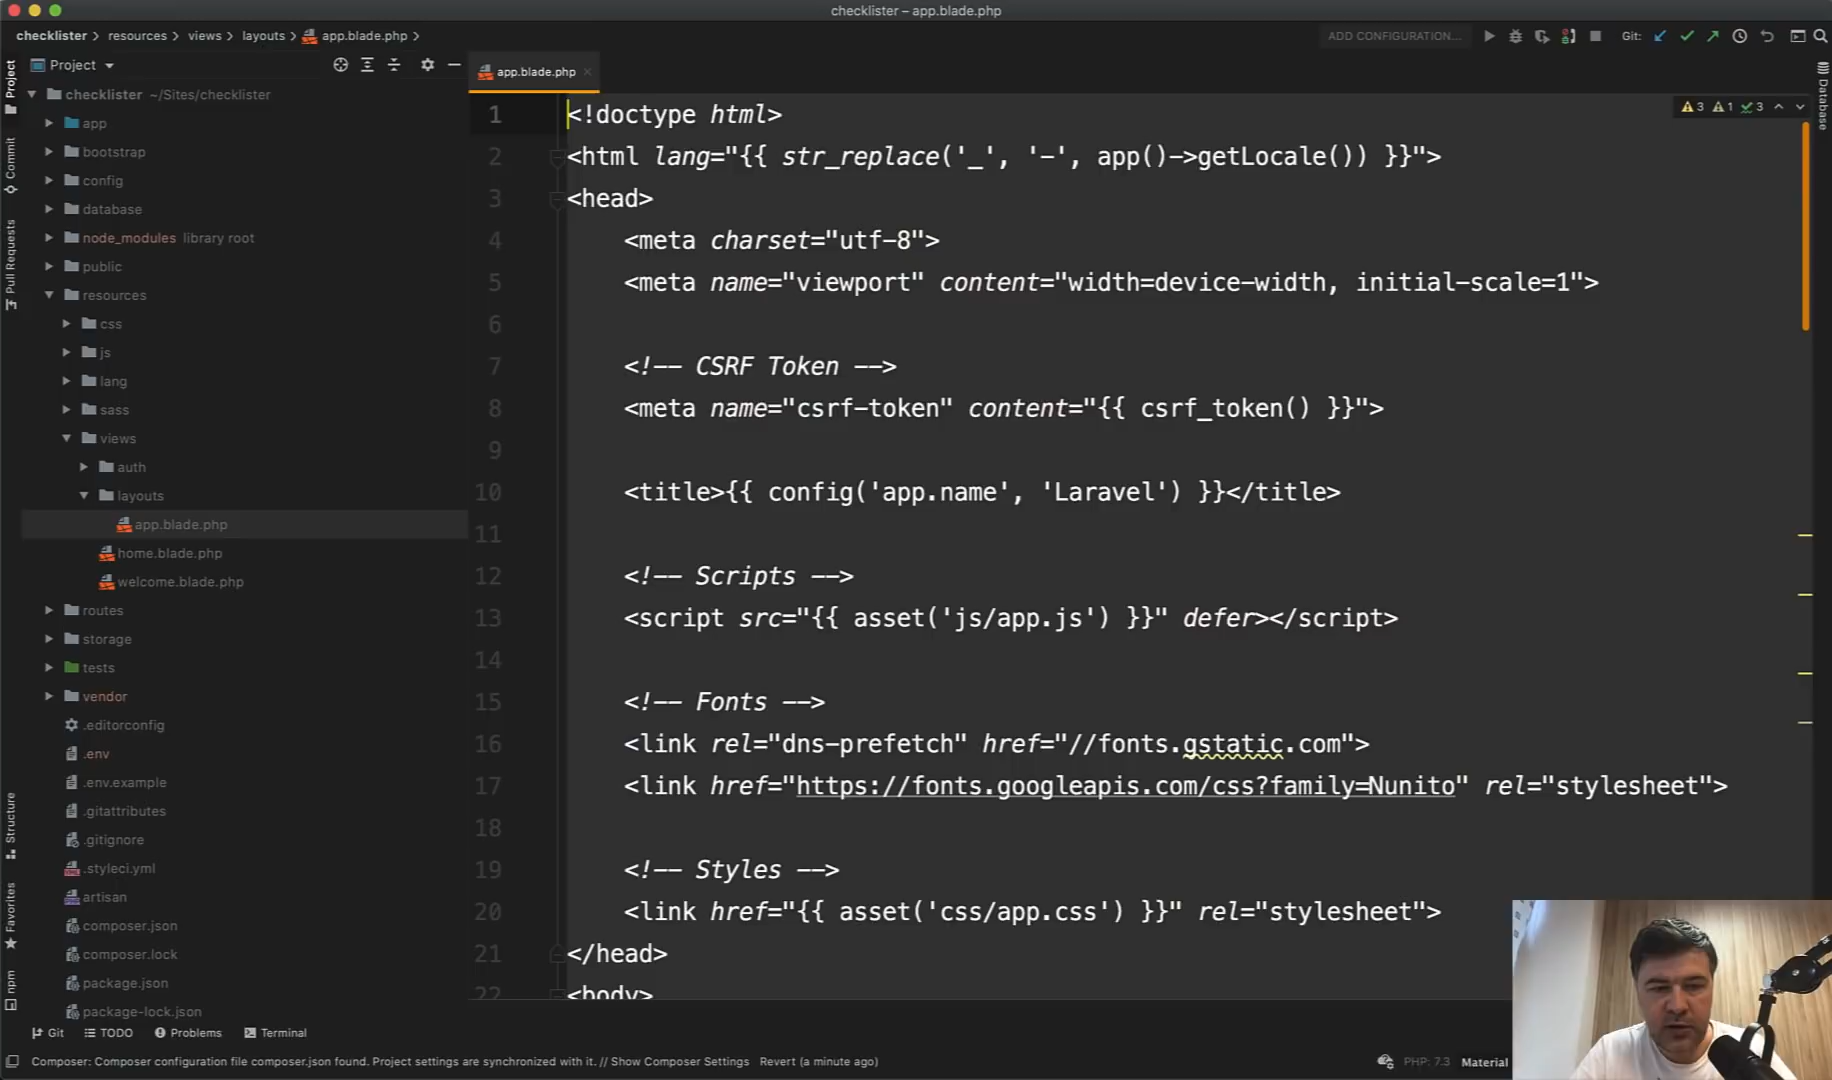 checklister – app.blade.php
checklister > resources > views > layouts > app.blade.php >
ADD CONFIGURATION...
Git:
Project
app.blade.php
checklister ~/Sites/checklister
app
bootstrap
config
database
node_modules library root
public
resources
css
js
lang
sass
views
auth
layouts
app.blade.php
home.blade.php
welcome.blade.php
routes
storage
tests
vendor
.editorconfig
.env
.env.example
.gitattributes
.gitignore
.styleci.yml
artisan
composer.json
composer.lock
package.json
package-lock.json
Project
Commit
Pull Requests
Structure
Favorites
npm
Database
3 1 3
1 <!doctype html>
2 <html lang="{{ str_replace('_', '-', app()->getLocale()) }}">
3 <head>
4 <meta charset="utf-8">
5 <meta name="viewport" content="width=device-width, initial-scale=1">
6
7 <!-- CSRF Token -->
8 <meta name="csrf-token" content="{{ csrf_token() }}">
9
10 <title>{{ config('app.name', 'Laravel') }}</title>
11
12 <!-- Scripts -->
13 <script src="{{ asset('js/app.js') }}" defer></script>
14
15 <!-- Fonts -->
16 <link rel="dns-prefetch" href="//fonts.gstatic.com">
17 <link href="https://fonts.googleapis.com/css?family=Nunito" rel="stylesheet">
18
19 <!-- Styles -->
20 <link href="{{ asset('css/app.css') }}" rel="stylesheet">
21 </head>
22 <body>
Git TODO Problems Terminal
Composer: Composer configuration file composer.json found. Project settings are synchronized with it. // Show Composer Settings Revert (a minute ago)
PHP: 7.3 Material